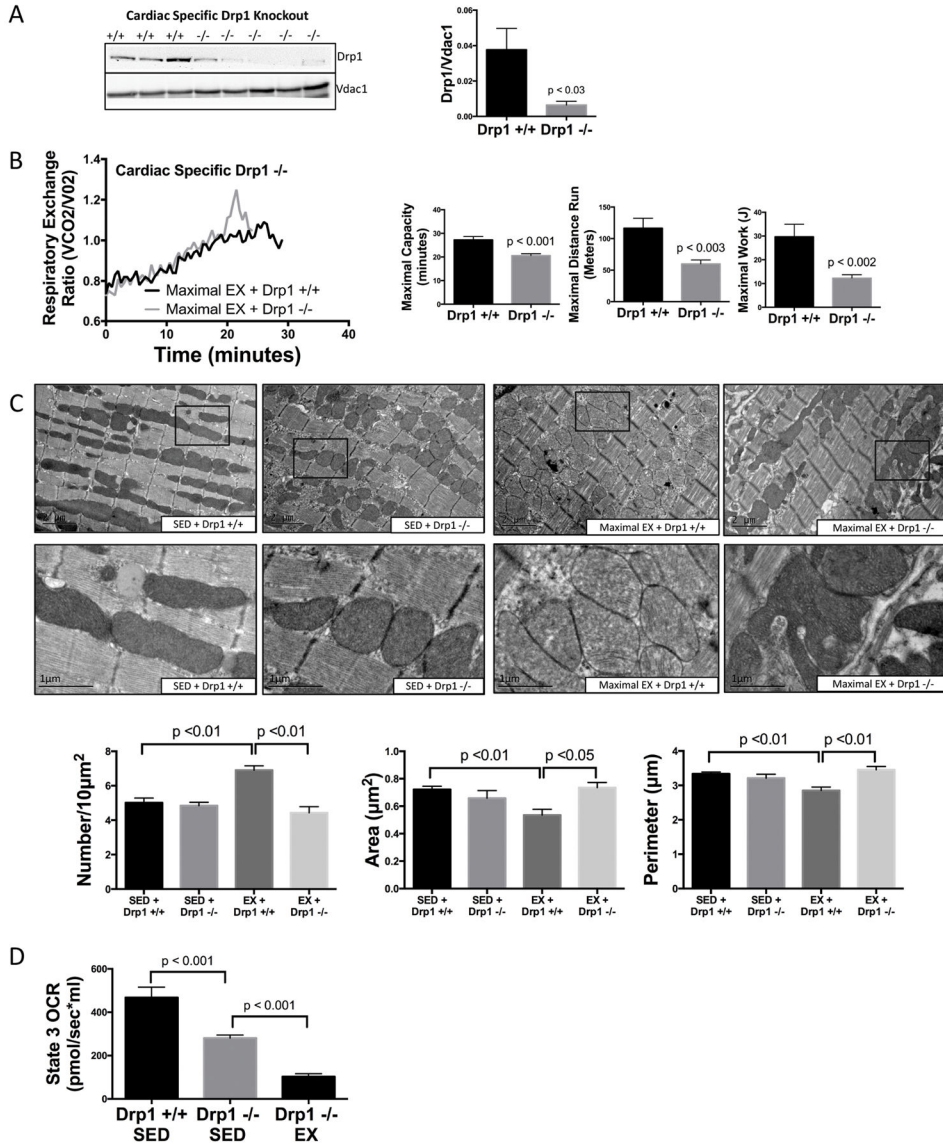 A
Cardiac Specific Drp1 Knockout
+/+ +/+ +/+ -/- -/- -/- -/- -/-
Drp1
Vdac1
Drp1/Vdac1
0.06
0.04
0.02
0.00
p < 0.03
Drp1 +/+ Drp1 -/-
B
Respiratory Exchange
Ratio (VCO2/V02)
1.4
1.2
1.0
0.8
0.6
Cardiac Specific Drp1 -/-
Maximal EX + Drp1 +/+
Maximal EX + Drp1 -/-
0 10 20 30 40
Time (minutes)
Maximal Capacity
(minutes)
40
30
20
10
0
p < 0.001
Drp1 +/+ Drp1 -/-
Maximal Distance Run
(Meters)
150
100
50
0
p < 0.003
Drp1 +/+ Drp1 -/-
Maximal Work (J)
40
30
20
10
0
p < 0.002
Drp1 +/+ Drp1 -/-
C
2 μm
SED + Drp1 +/+
2 μm
SED + Drp1 -/-
2 μm
Maximal EX + Drp1 +/+
2 μm
Maximal EX + Drp1 -/-
1μm
SED + Drp1 +/+
1μm
SED + Drp1 -/-
1μm
Maximal EX + Drp1 +/+
1μm
Maximal EX + Drp1 -/-
Number/10μm2
8
6
4
2
0
p <0.01 p <0.01
SED + SED + EX + EX +
Drp1 +/+ Drp1 -/- Drp1 +/+ Drp1 -/-
Area (μm2)
1.0
0.8
0.6
0.4
0.2
0.0
p <0.01 p <0.05
SED + SED + EX + EX +
Drp1 +/+ Drp1 -/- Drp1 +/+ Drp1 -/-
Perimeter (μm)
4
3
2
1
0
p <0.01 p <0.01
SED + SED + EX + EX +
Drp1 +/+ Drp1 -/- Drp1 +/+ Drp1 -/-
D
State 3 OCR
(pmol/sec*ml)
600
400
200
0
p < 0.001
p < 0.001
Drp1 +/+ Drp1 -/- Drp1 -/-
SED SED EX